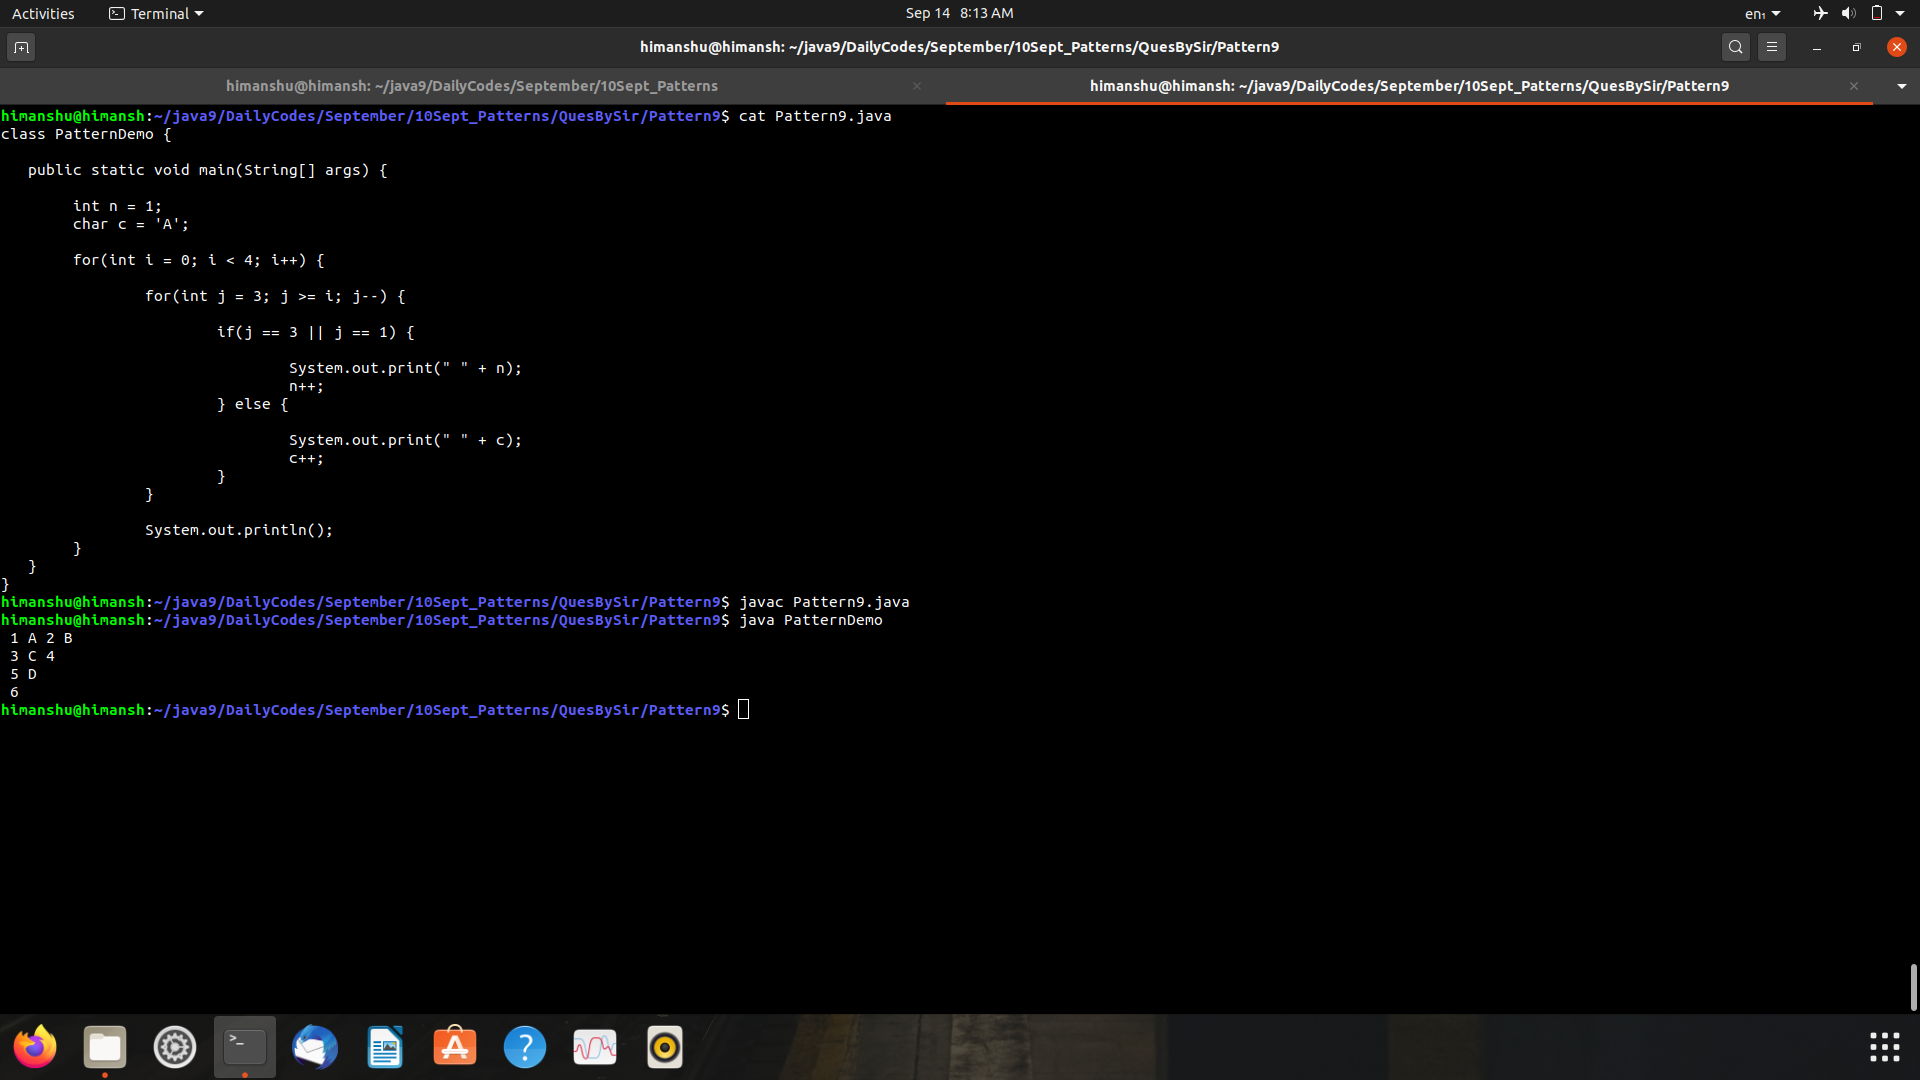 Activities Terminal Sep 14 8:13 AM en₁
himanshu@himansh: ~/java9/DailyCodes/September/10Sept_Patterns/QuesBySir/Pattern9
himanshu@himansh: ~/java9/DailyCodes/September/10Sept_Patterns himanshu@himansh: ~/java9/DailyCodes/September/10Sept_Patterns/QuesBySir/Pattern9
himanshu@himansh:~/java9/DailyCodes/September/10Sept_Patterns/QuesBySir/Pattern9$ cat Pattern9.java
class PatternDemo {
public static void main(String[] args) {
int n = 1;
char c = 'A';
for(int i = 0; i < 4; i++) {
for(int j = 3; j >= i; j--) {
if(j == 3 || j == 1) {
System.out.print(" " + n);
n++;
} else {
System.out.print(" " + c);
c++;
}
}
System.out.println();
}
}
}
himanshu@himansh:~/java9/DailyCodes/September/10Sept_Patterns/QuesBySir/Pattern9$ javac Pattern9.java
himanshu@himansh:~/java9/DailyCodes/September/10Sept_Patterns/QuesBySir/Pattern9$ java PatternDemo
1 A 2 B
3 C 4
5 D
6
himanshu@himansh:~/java9/DailyCodes/September/10Sept_Patterns/QuesBySir/Pattern9$